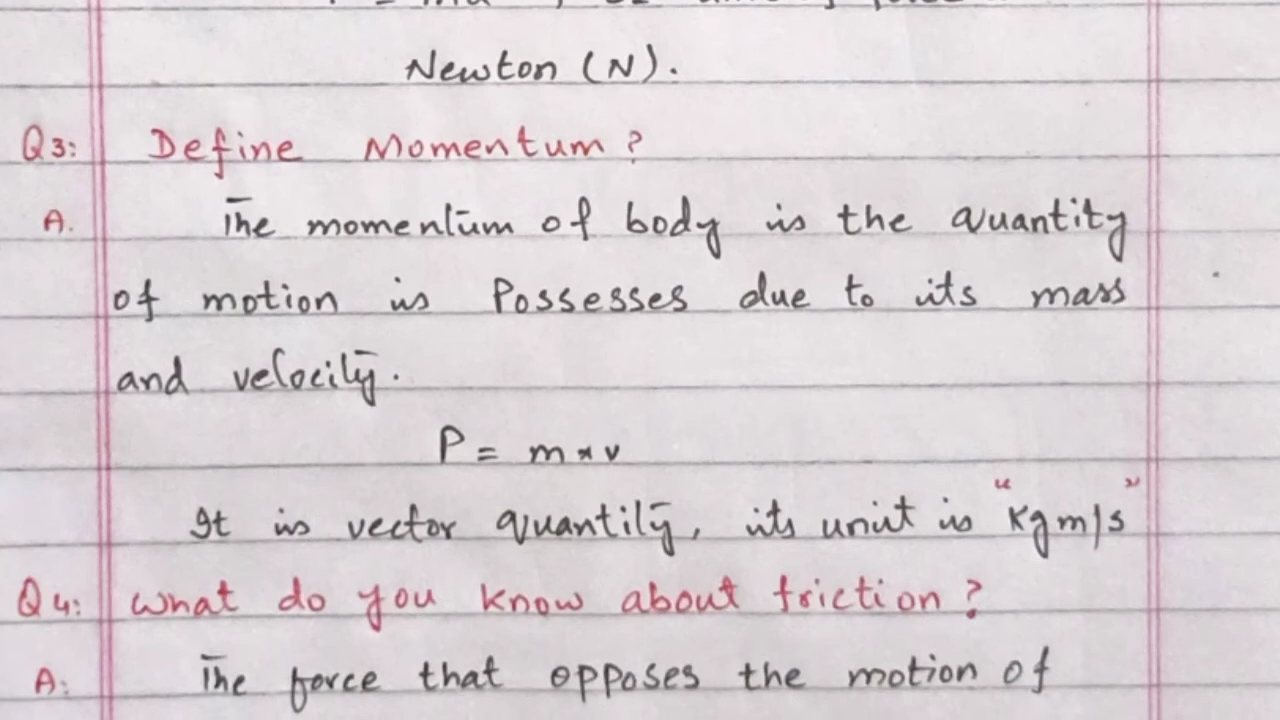 Newton (N).
Q3: Define Momentum?
A. The momentum of body is the quantity
of motion is Possesses due to its mass
and velocity.
P = m × v
It is vector quantity, its unit is "Kgm/s"
Q4: What do you know about friction?
A: The force that opposes the motion of